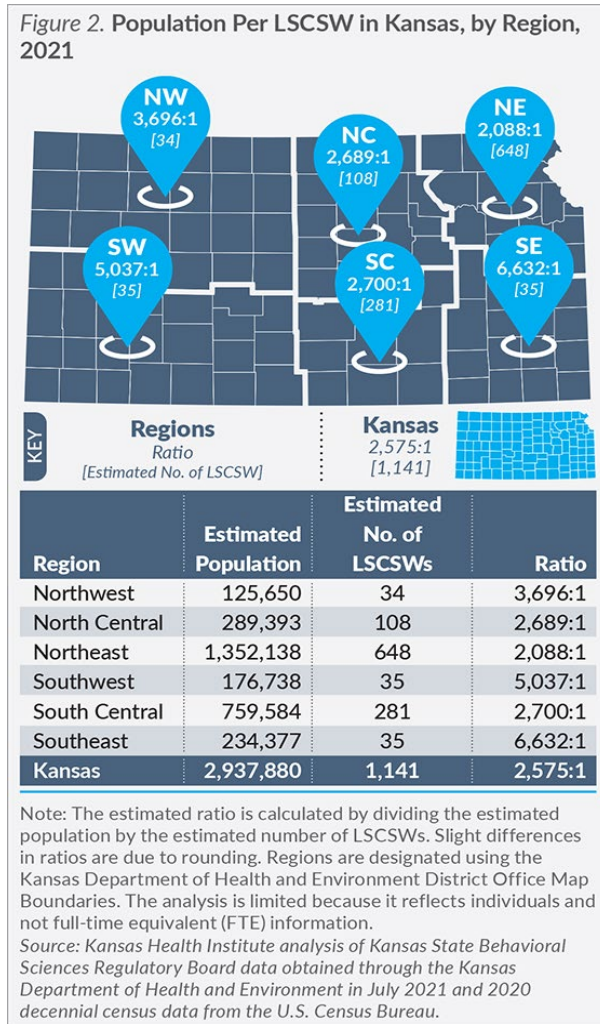 Figure 2. Population Per LSCSW in Kansas, by Region,
2021
NW
3,696:1
[34]
NC
2,689:1
[108]
NE
2,088:1
[648]
SW
5,037:1
[35]
SC
2,700:1
[281]
SE
6,632:1
[35]
KEY
Regions
Ratio
[Estimated No. of LSCSW]
Kansas
2,575:1
[1,141]
Region Estimated Population Estimated No. of LSCSWs Ratio
Northwest 125,650 34 3,696:1
North Central 289,393 108 2,689:1
Northeast 1,352,138 648 2,088:1
Southwest 176,738 35 5,037:1
South Central 759,584 281 2,700:1
Southeast 234,377 35 6,632:1
Kansas 2,937,880 1,141 2,575:1
Note: The estimated ratio is calculated by dividing the estimated
population by the estimated number of LSCSWs. Slight differences
in ratios are due to rounding. Regions are designated using the
Kansas Department of Health and Environment District Office Map
Boundaries. The analysis is limited because it reflects individuals and
not full-time equivalent (FTE) information.
Source: Kansas Health Institute analysis of Kansas State Behavioral
Sciences Regulatory Board data obtained through the Kansas
Department of Health and Environment in July 2021 and 2020
decennial census data from the U.S. Census Bureau.